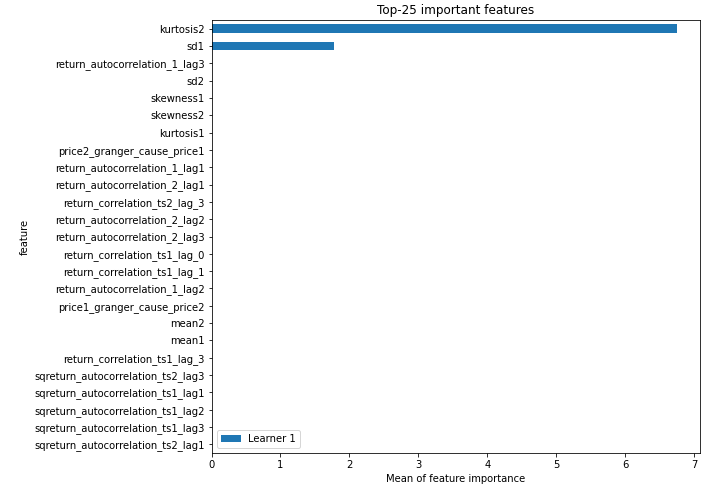 Top-25 important features
kurtosis2
sd1
return_autocorrelation_1_lag3
sd2
skewness1
skewness2
kurtosis1
price2_granger_cause_price1
return_autocorrelation_1_lag1
return_autocorrelation_2_lag1
return_correlation_ts2_lag_3
return_autocorrelation_2_lag2
return_autocorrelation_2_lag3
return_correlation_ts1_lag_0
return_correlation_ts1_lag_1
return_autocorrelation_1_lag2
price1_granger_cause_price2
mean2
mean1
return_correlation_ts1_lag_3
sqreturn_autocorrelation_ts2_lag3
sqreturn_autocorrelation_ts1_lag1
sqreturn_autocorrelation_ts1_lag2
sqreturn_autocorrelation_ts1_lag3
sqreturn_autocorrelation_ts2_lag1
feature
Learner 1
0 1 2 3 4 5 6 7
Mean of feature importance